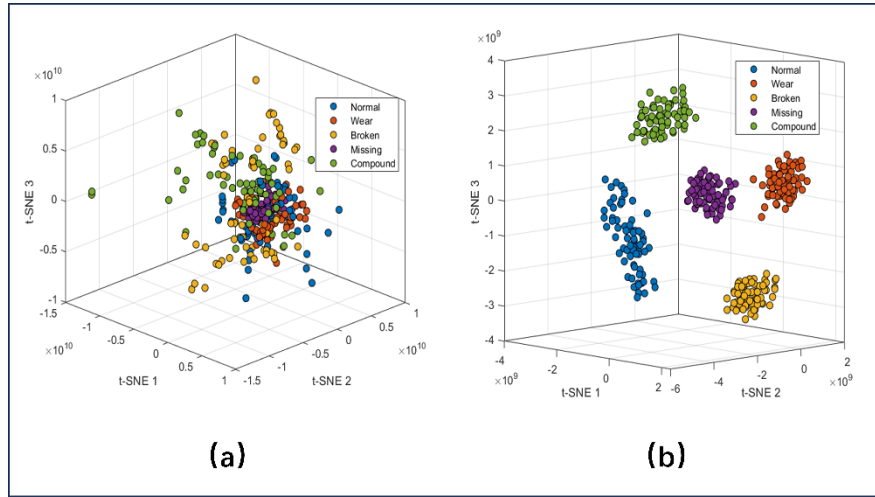 ×10^10
1
0.5
0
-0.5
-1
t-SNE 3
-1.5
-1
-0.5
0
0.5
1
×10^10
t-SNE 1
-1.5
-1
-0.5
0
0.5
1
×10^10
t-SNE 2
Normal
Wear
Broken
Missing
Compound
(a)
×10^9
4
3
2
1
0
-1
-2
-3
-4
t-SNE 3
-4
-2
0
2
×10^9
t-SNE 1
-6
-4
-2
0
2
×10^9
t-SNE 2
Normal
Wear
Broken
Missing
Compound
(b)